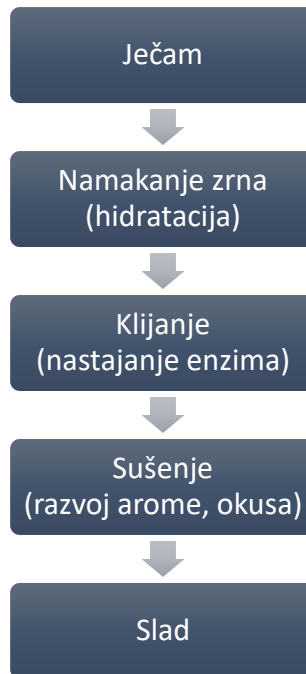 Ječam
Namakanje zrna
(hidratacija)
Klijanje
(nastajanje enzima)
Sušenje
(razvoj arome, okusa)
Slad